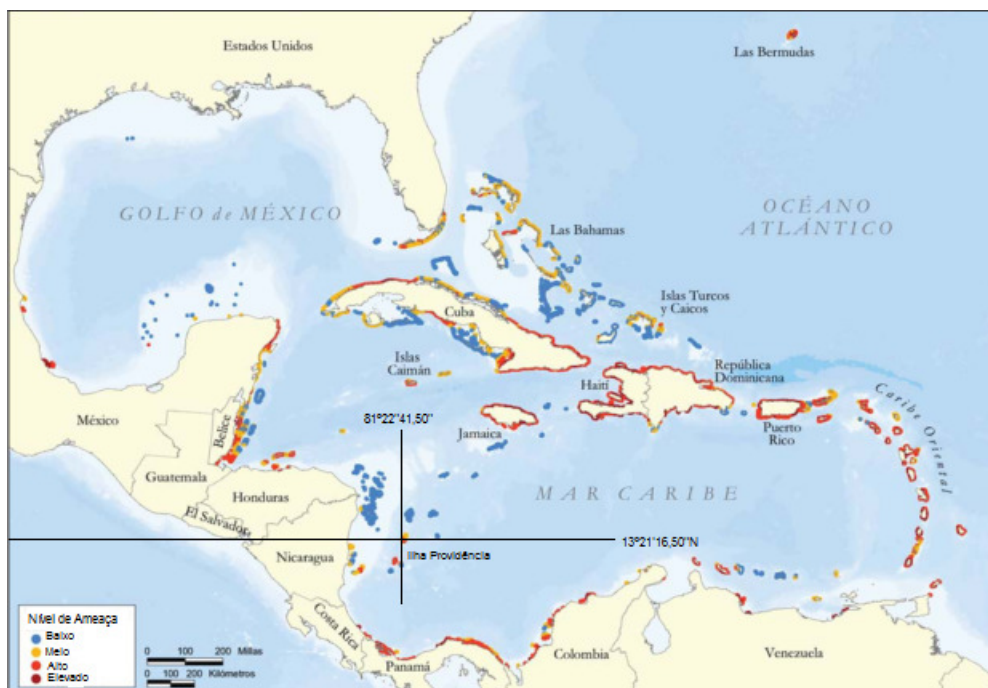 Estados Unidos
Las Bermudas
GOLFO de MÉXICO
OCÉANO
ATLÁNTICO
Las Bahamas
Islas Turcos
y Caicos
Cuba
Islas
Caimán
República
Dominicana
Haití
México
Belice
81º22''41,50''
Jamaica
Puerto
Rico
Caribe Oriental
Guatemala
Honduras
MAR CARIBE
El Salvador
13º21''16,50''N
Nicaragua
Ilha Providência
Nível de Ameaça
Baixo
Meio
Alto
Elevado
Costa Rica
0 50 100 200 Millas
0 100 200 Kilómetros
Panamá
Colombia
Venezuela